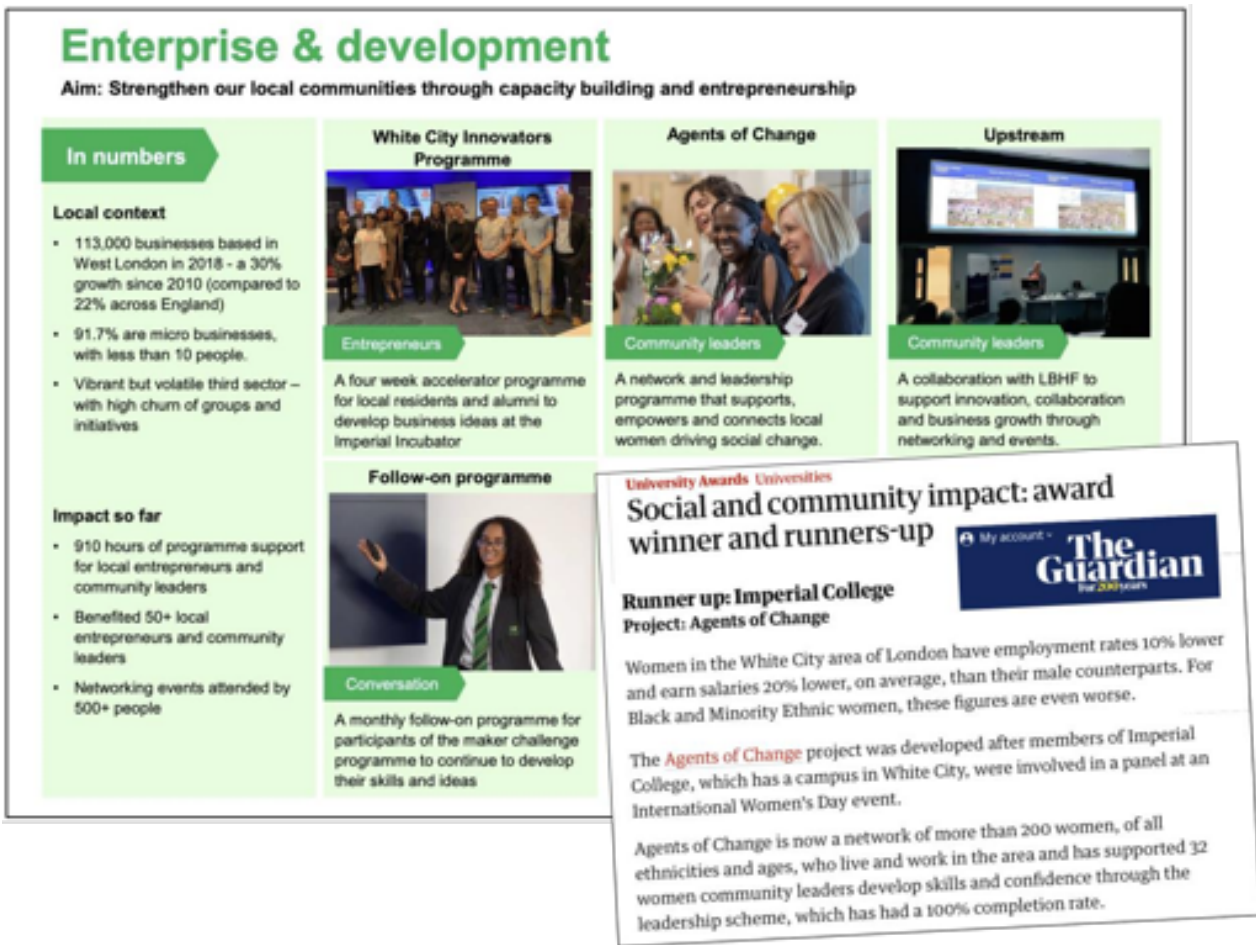 Enterprise & development
Aim: Strengthen our local communities through capacity building and entrepreneurship
In numbers
Local context
• 113,000 businesses based in
West London in 2018 - a 30%
growth since 2010 (compared to
22% across England)
• 91.7% are micro businesses,
with less than 10 people.
• Vibrant but volatile third sector –
with high churn of groups and
initiatives
Impact so far
• 910 hours of programme support
for local entrepreneurs and
community leaders
• Benefited 50+ local
entrepreneurs and community
leaders
• Networking events attended by
500+ people
White City Innovators
Programme
Entrepreneurs
A four week accelerator programme
for local residents and alumni to
develop business ideas at the
Imperial Incubator
Agents of Change
Community leaders
A network and leadership
programme that supports,
empowers and connects local
women driving social change.
Upstream
Community leaders
A collaboration with LBHF to
support innovation, collaboration
and business growth through
networking and events.
Follow-on programme
Conversation
A monthly follow-on programme for
participants of the maker challenge
programme to continue to develop
their skills and ideas
University Awards Universities
Social and community impact: award
winner and runners-up
My account
The
Guardian
For 200 years
Runner up: Imperial College
Project: Agents of Change
Women in the White City area of London have employment rates 10% lower
and earn salaries 20% lower, on average, than their male counterparts. For
Black and Minority Ethnic women, these figures are even worse.
The Agents of Change project was developed after members of Imperial
College, which has a campus in White City, were involved in a panel at an
International Women's Day event.
Agents of Change is now a network of more than 200 women, of all
ethnicities and ages, who live and work in the area and has supported 32
women community leaders develop skills and confidence through the
leadership scheme, which has had a 100% completion rate.